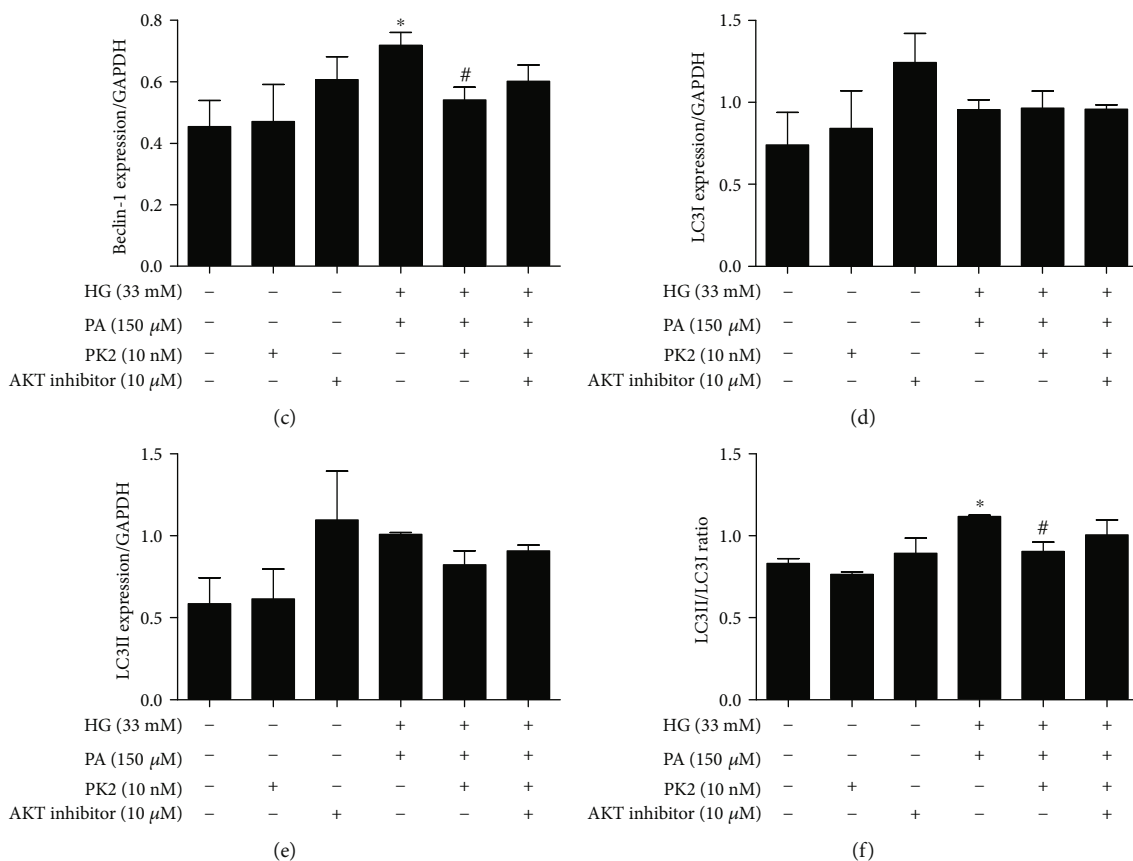 Beclin-1 expression/GAPDH
0.8
0.6
0.4
0.2
0.0
*
#
HG (33 mM) – – – + + +
PA (150 μM) – – – + + +
PK2 (10 nM) – + – – + +
AKT inhibitor (10 μM) – – + – – +
(c)
LC3I expression/GAPDH
1.5
1.0
0.5
0.0
HG (33 mM) – – – + + +
PA (150 μM) – – – + + +
PK2 (10 nM) – + – – + +
AKT inhibitor (10 μM) – – + – – +
(d)
LC3II expression/GAPDH
1.5
1.0
0.5
0.0
HG (33 mM) – – – + + +
PA (150 μM) – – – + + +
PK2 (10 nM) – + – – + +
AKT inhibitor (10 μM) – – + – – +
(e)
LC3II/LC3I ratio
1.5
1.0
0.5
0.0
*
#
HG (33 mM) – – – + + +
PA (150 μM) – – – + + +
PK2 (10 nM) – + – – + +
AKT inhibitor (10 μM) – – + – – +
(f)